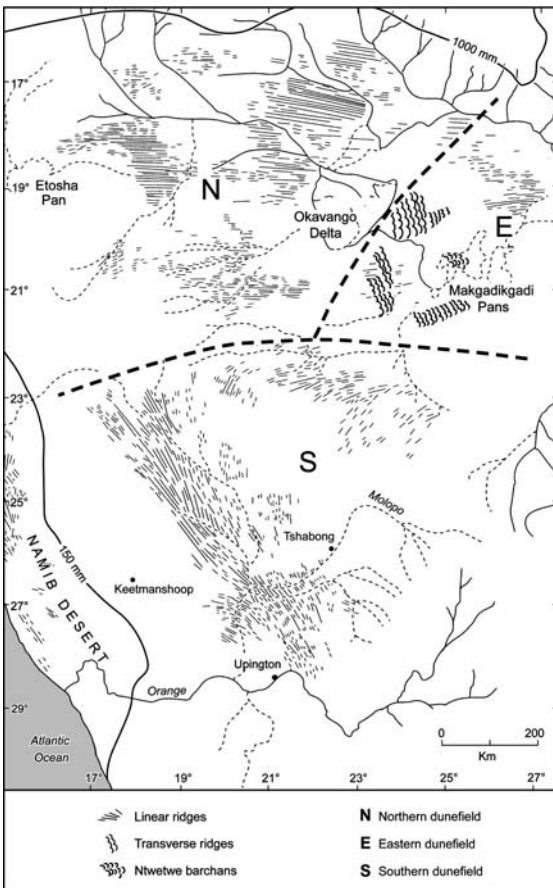 1000 mm
17°
Etosha
Pan
19°
N
Okavango
Delta
E
Makgadikgadi
Pans
21°
23°
S
Molopo
25°
Tshabong
150 mm
NAMIB DESERT
Keetmanshoop
27°
Upington
Orange
29°
Atlantic
Ocean
0 200
Km
17° 19° 21° 23° 25° 27°
Linear ridges
Transverse ridges
Ntwetwe barchans
N Northern dunefield
E Eastern dunefield
S Southern dunefield